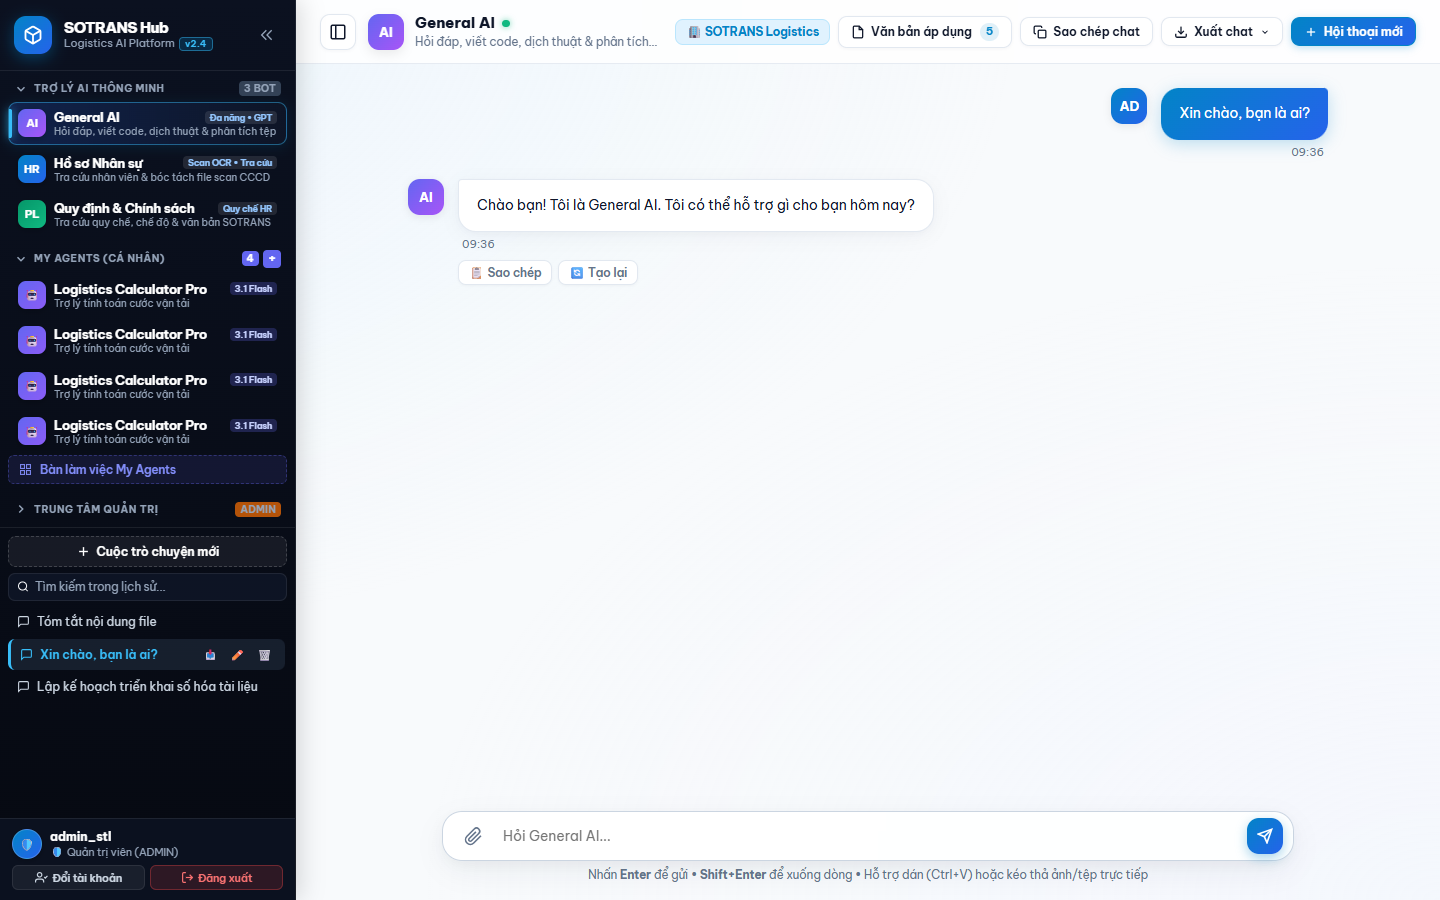 SOTRANS Hub
Logistics AI Platform v2.4
TRỢ LÝ AI THÔNG MINH 3 BOT
AI General AI Đa năng • GPT
Hỏi đáp, viết code, dịch thuật & phân tích tệp
HR Hồ sơ Nhân sự Scan OCR • Tra cứu
Tra cứu nhân viên & bóc tách file scan CCCD
PL Quy định & Chính sách Quy chế HR
Tra cứu quy chế, chế độ & văn bản SOTRANS
MY AGENTS (CÁ NHÂN) 4 +
Logistics Calculator Pro 3.1 Flash
Trợ lý tính toán cước vận tải
Logistics Calculator Pro 3.1 Flash
Trợ lý tính toán cước vận tải
Logistics Calculator Pro 3.1 Flash
Trợ lý tính toán cước vận tải
Logistics Calculator Pro 3.1 Flash
Trợ lý tính toán cước vận tải
Bàn làm việc My Agents
TRUNG TÂM QUẢN TRỊ ADMIN
+ Cuộc trò chuyện mới
Tìm kiếm trong lịch sử...
Tóm tắt nội dung file
Xin chào, bạn là ai?
Lập kế hoạch triển khai số hóa tài liệu
admin_stl
Quản trị viên (ADMIN)
Đổi tài khoản Đăng xuất
AI General AI
Hỏi đáp, viết code, dịch thuật & phân tích...
SOTRANS Logistics Văn bản áp dụng 5 Sao chép chat Xuất chat + Hội thoại mới
AD Xin chào, bạn là ai?
09:36
AI Chào bạn! Tôi là General AI. Tôi có thể hỗ trợ gì cho bạn hôm nay?
09:36
Sao chép Tạo lại
Hỏi General AI...
Nhấn Enter để gửi • Shift+Enter để xuống dòng • Hỗ trợ dán (Ctrl+V) hoặc kéo thả ảnh/tệp trực tiếp